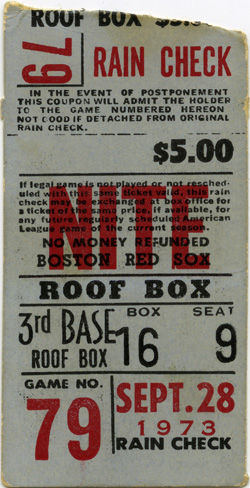 ROOF BOX $5.00
79
RAIN CHECK
IN THE EVENT OF POSTPONEMENT
THIS COUPON WILL ADMIT THE HOLDER
TO THE GAME NUMBERED HEREON
NOT GOOD IF DETACHED FROM ORIGINAL
RAIN CHECK.
$5.00
If legal game is not played or not resched-
uled with this same ticket valid, this rain
check may be exchanged at box office for
a ticket of the same price, if available, for
any future regularly scheduled American
League game of the current season.
NITE
NO MONEY REFUNDED
BOSTON RED SOX
ROOF BOX
3rd BASE
ROOF BOX
BOX
16
SEAT
9
GAME NO.
79
SEPT. 28
1973
RAIN CHECK